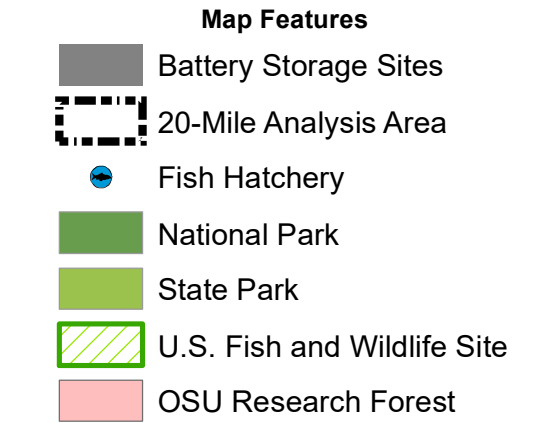 Map Features
Battery Storage Sites
20-Mile Analysis Area
Fish Hatchery
National Park
State Park
U.S. Fish and Wildlife Site
OSU Research Forest